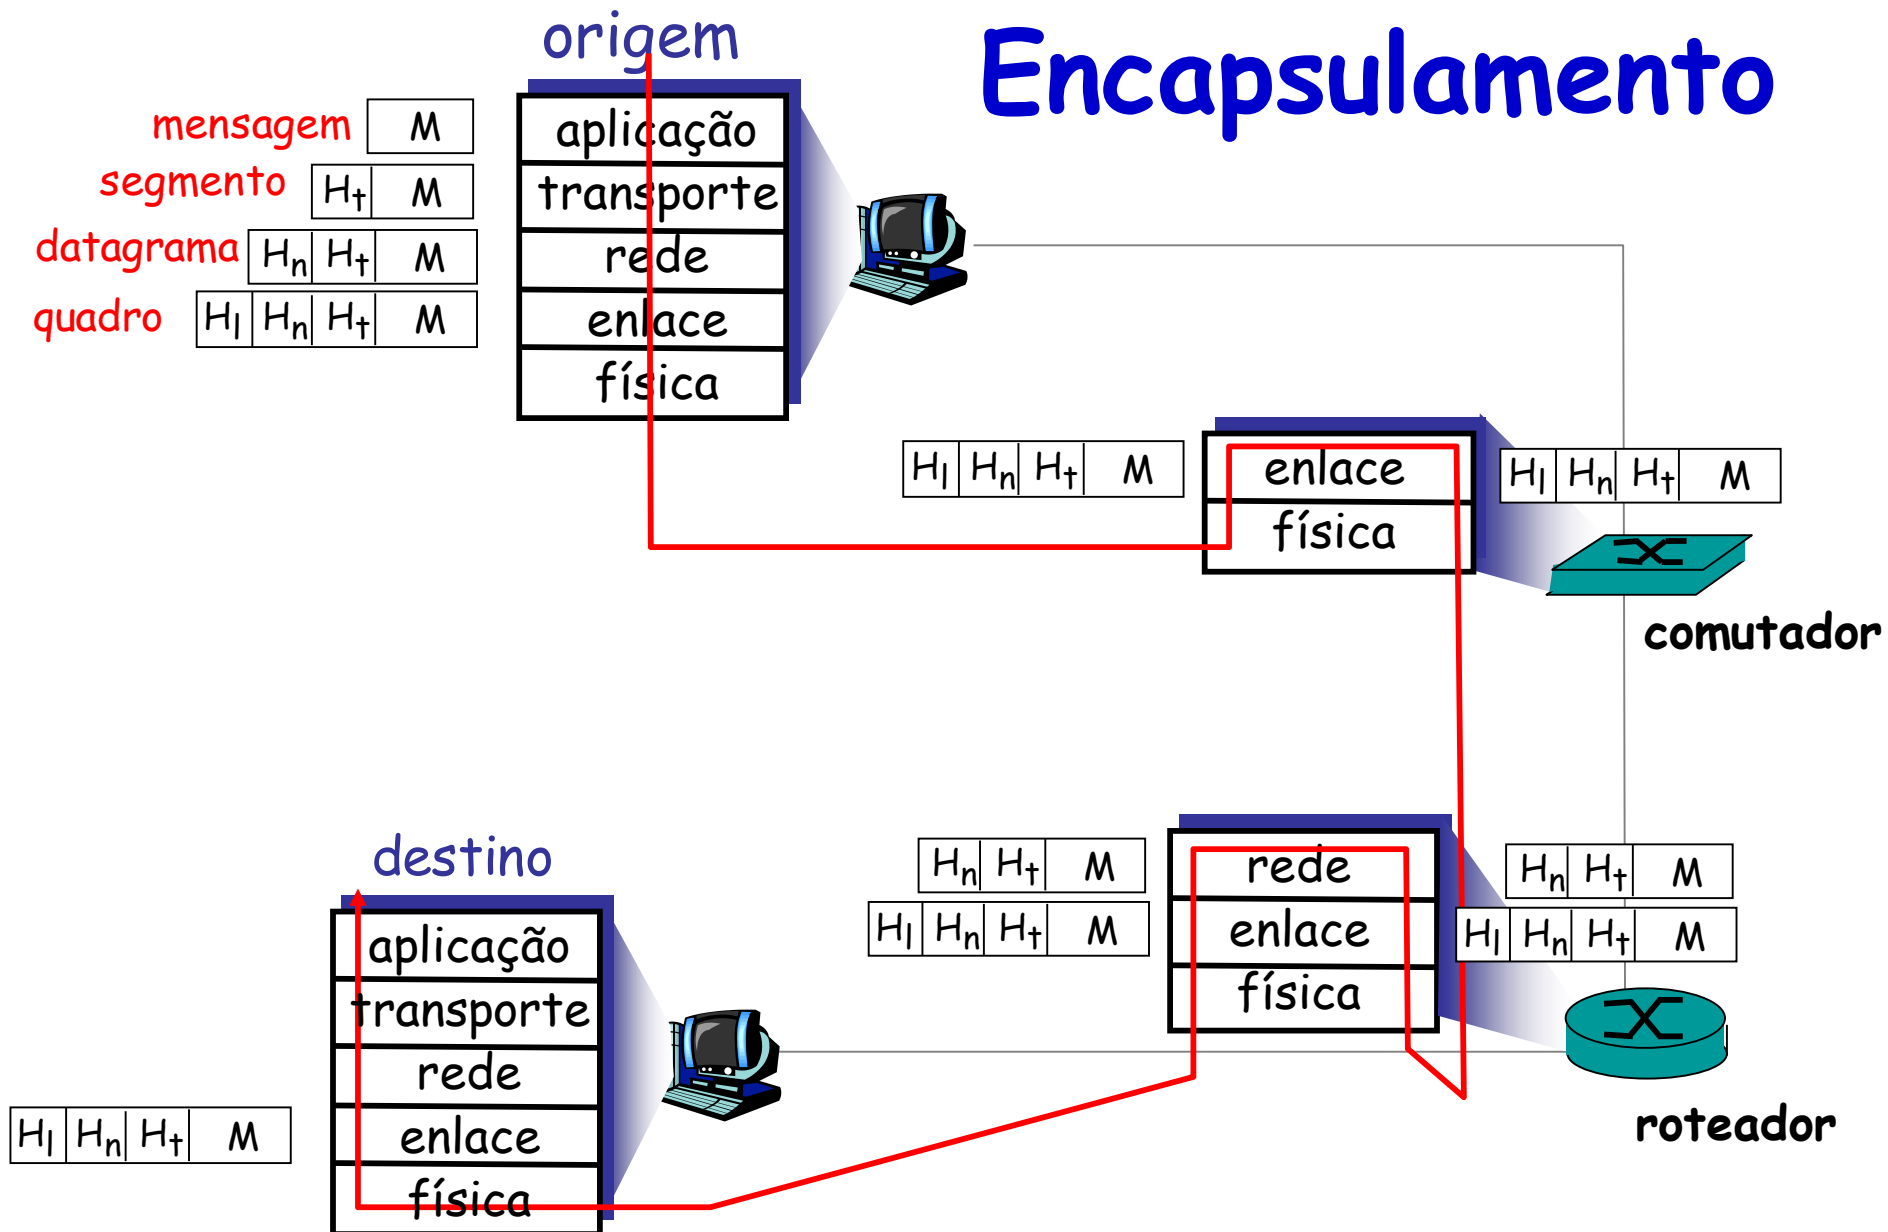 origem
Encapsulamento
mensagem M aplicação
segmento Ht M transporte
datagrama Hn Ht M rede
quadro Hl Hn Ht M enlace
física
Hl Hn Ht M enlace Hl Hn Ht M
física
comutador
destino
Hn Ht M rede Hn Ht M
Hl Hn Ht M enlace Hl Hn Ht M
física
roteador
aplicação
transporte
rede
Hl Hn Ht M enlace
física